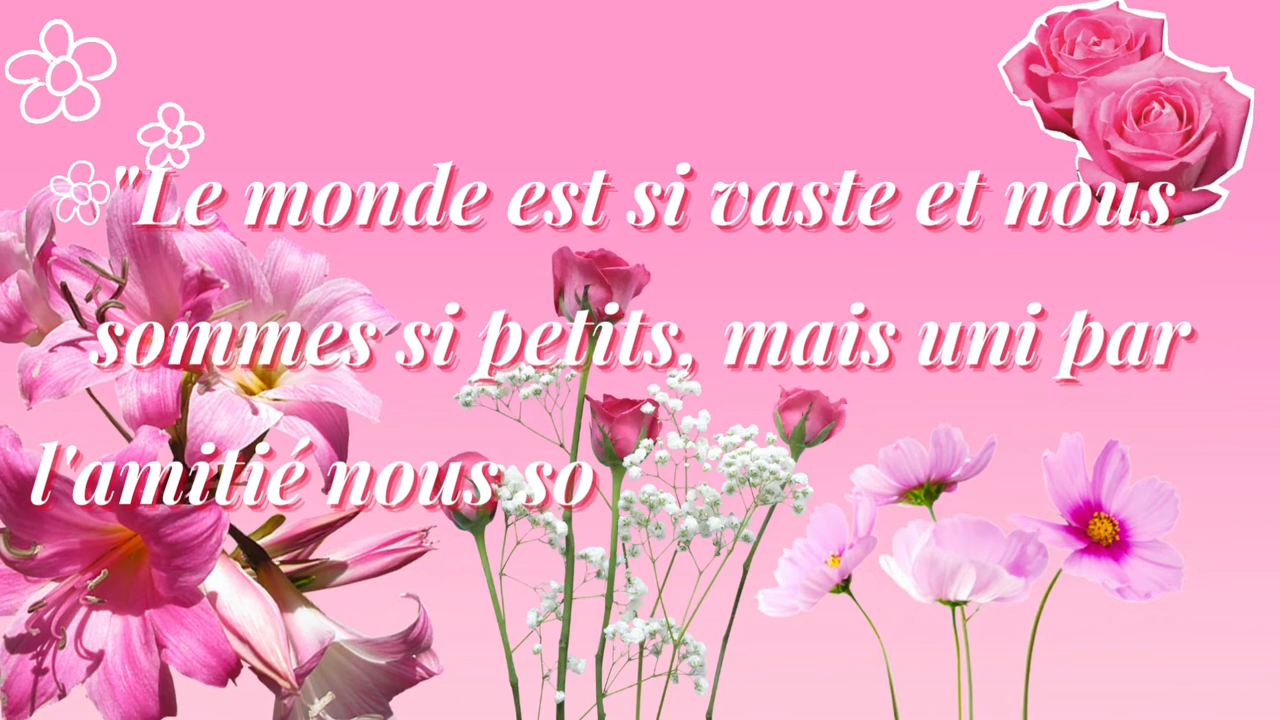 "Le monde est si vaste et nous
sommes si petits, mais uni par
l'amitié nous so